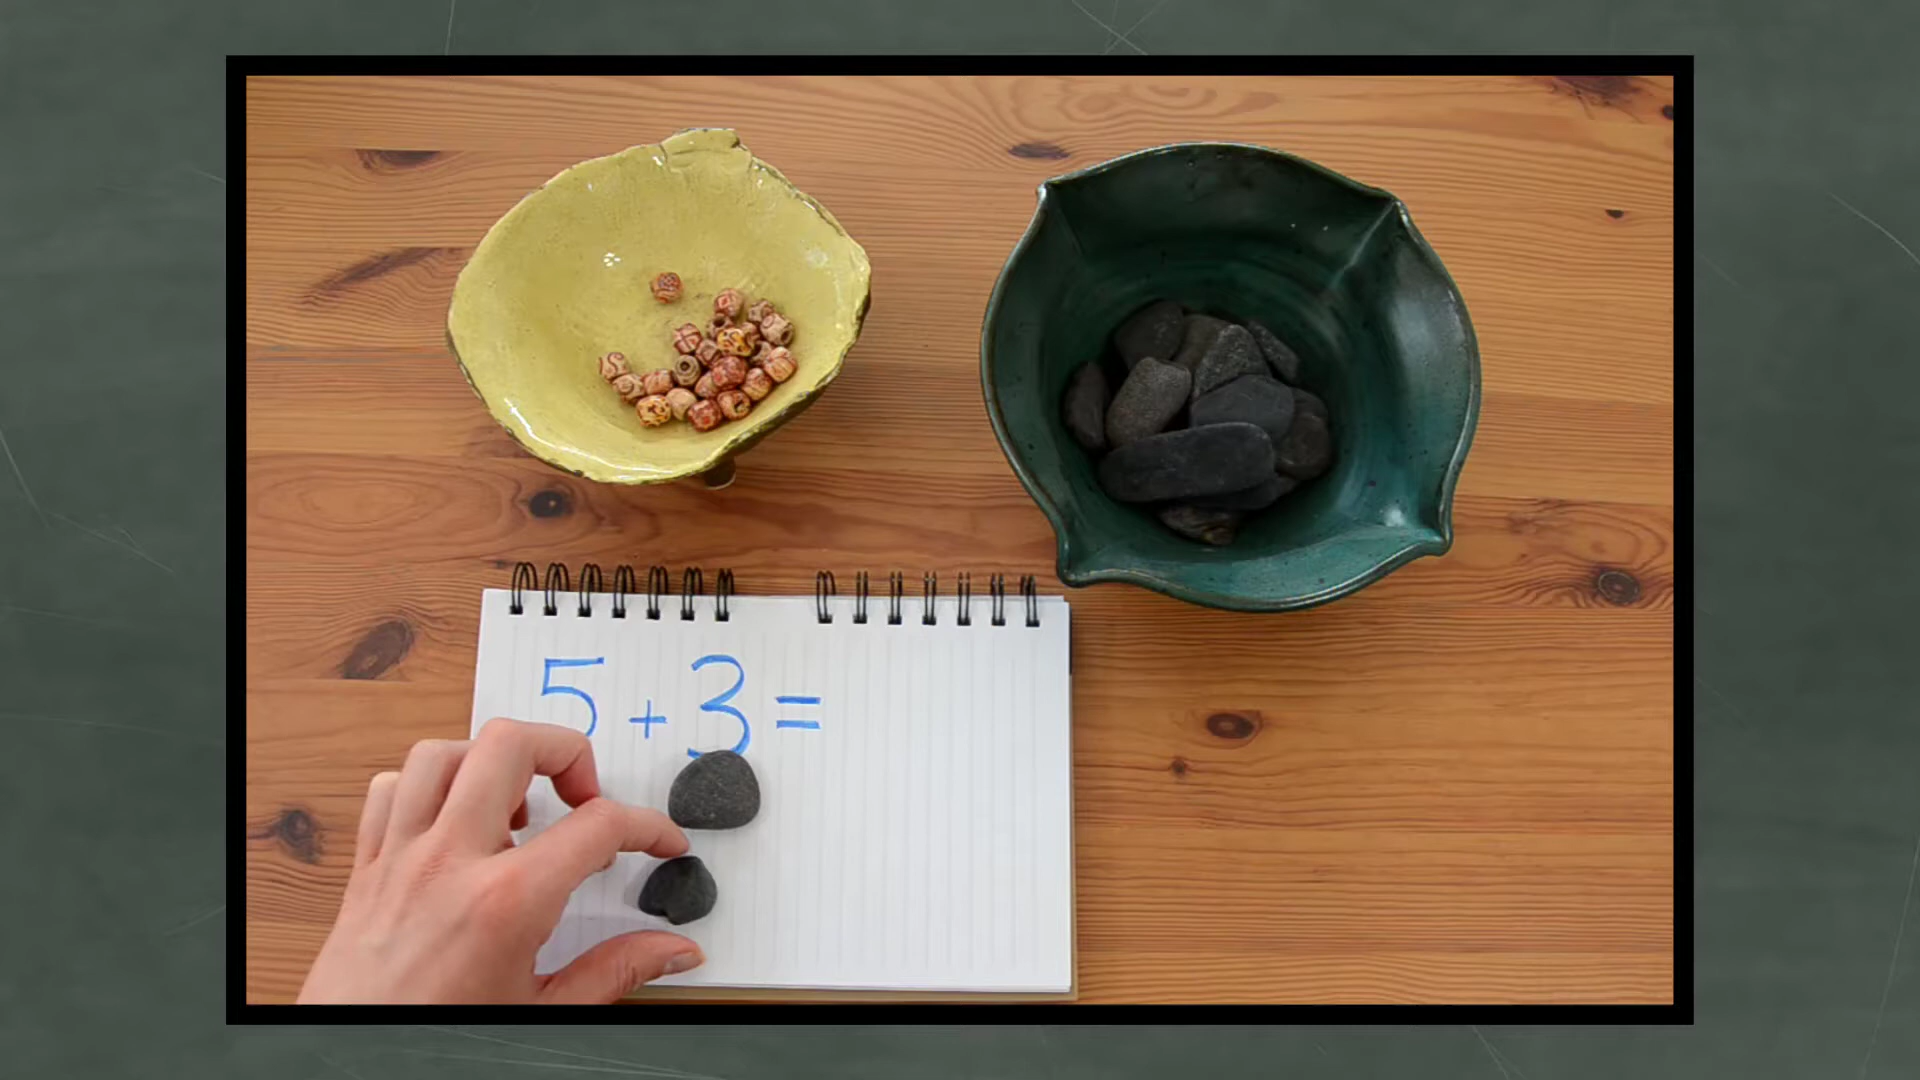 5 + 3 =